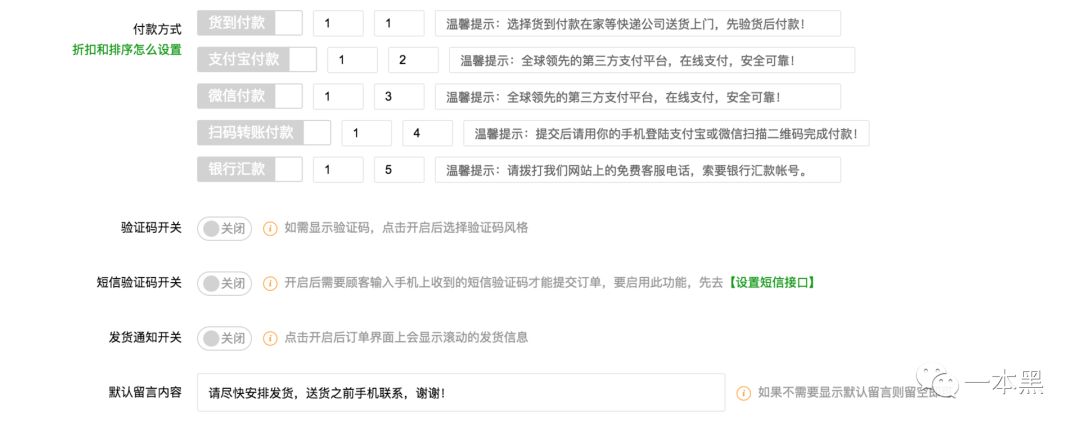 付款方式
折扣和排序怎么设置
货到付款 1 1 温馨提示：选择货到付款在家等快递公司送货上门，先验货后付款！
支付宝付款 1 2 温馨提示：全球领先的第三方支付平台，在线支付，安全可靠！
微信付款 1 3 温馨提示：全球领先的第三方支付平台，在线支付，安全可靠！
扫码转账付款 1 4 温馨提示：提交后请用你的手机登陆支付宝或微信扫描二维码完成付款！
银行汇款 1 5 温馨提示：请拨打我们网站上的免费客服电话，索要银行汇款帐号。
验证码开关 关闭 i 如需显示验证码，点击开启后选择验证码风格
短信验证码开关 关闭 i 开启后需要顾客输入手机上收到的短信验证码才能提交订单，要启用此功能，先去【设置短信接口】
发货通知开关 关闭 i 点击开启后订单界面上会显示滚动的发货信息
默认留言内容 请尽快安排发货，送货之前手机联系，谢谢！ i 如果不需要显示默认留言则留空
一本黑